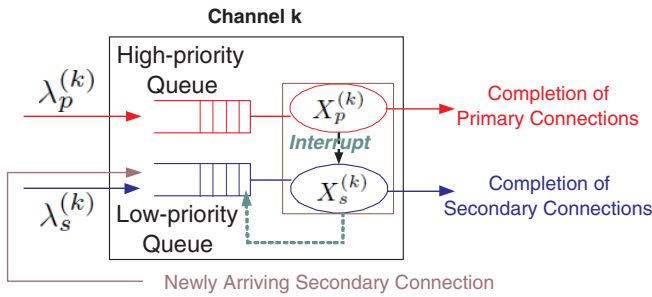 Channel k
High-priority
Queue
λ_p^{(k)}
X_p^{(k)}
Completion of
Primary Connections
Interrupt
X_s^{(k)}
Completion of
Secondary Connections
λ_s^{(k)}
Low-priority
Queue
Newly Arriving Secondary Connection